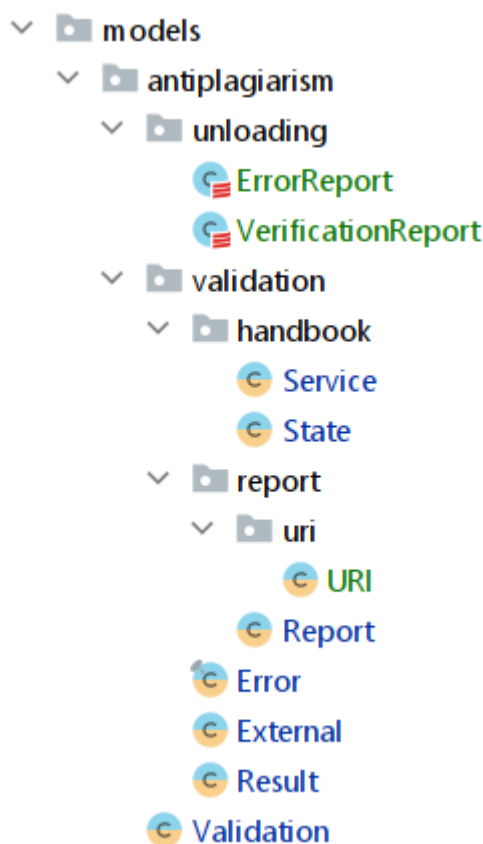 models
antiplagiarism
unloading
ErrorReport
VerificationReport
validation
handbook
C Service
C State
report
uri
C URI
C Report
C Error
C External
C Result
C Validation